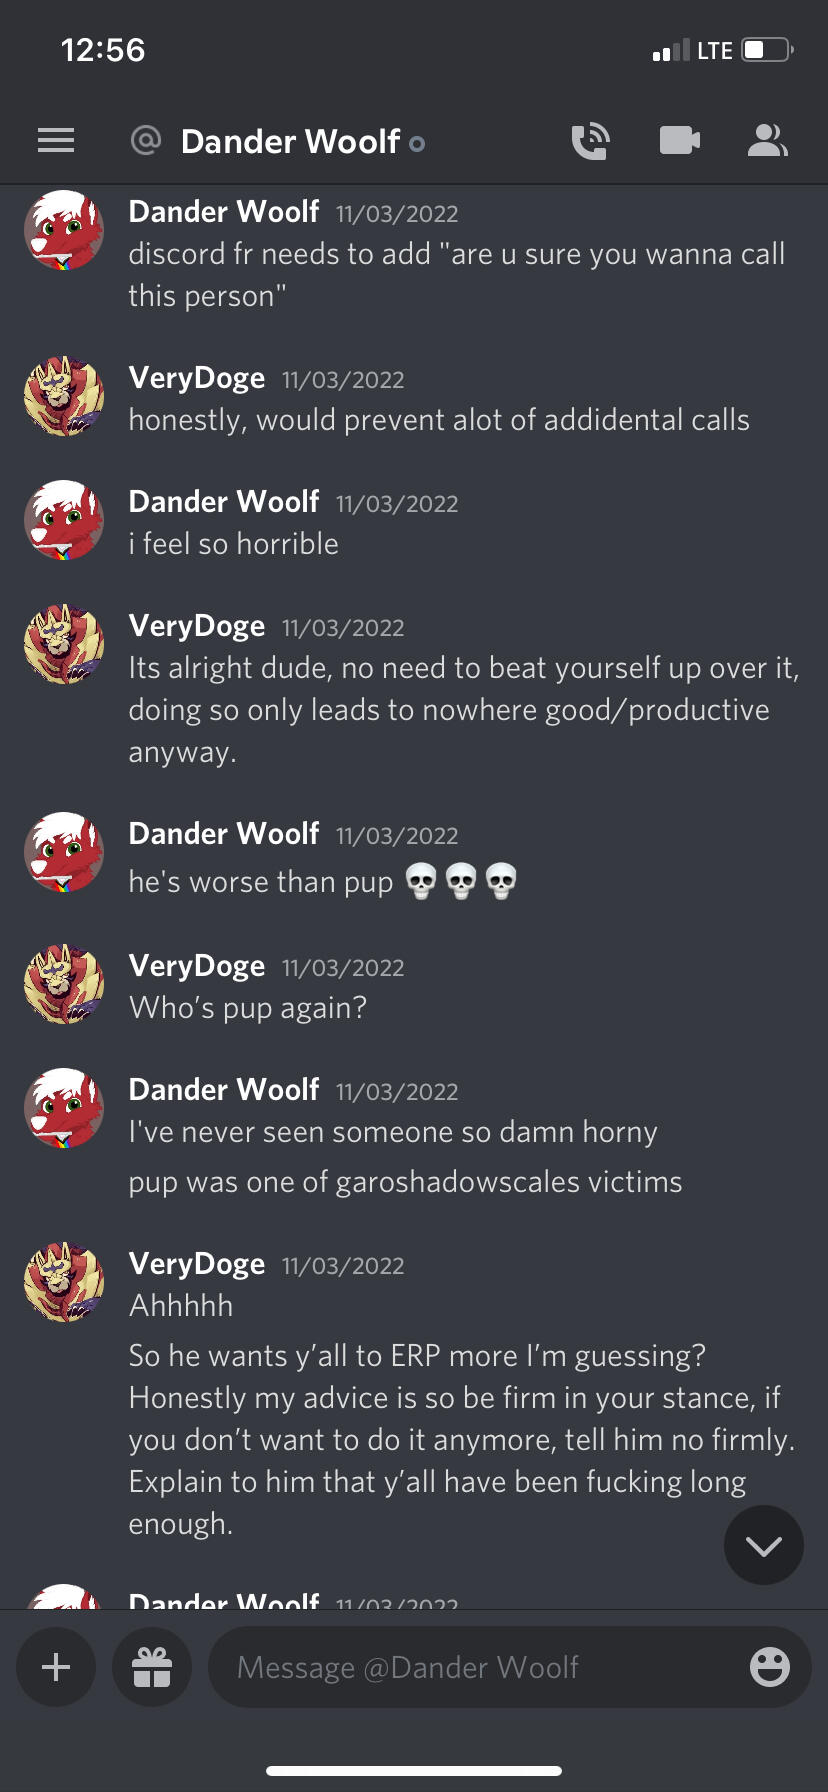 12:56
LTE
@ Dander Woolf
Dander Woolf 11/03/2022
discord fr needs to add "are u sure you wanna call
this person"
VeryDoge 11/03/2022
honestly, would prevent alot of addidental calls
Dander Woolf 11/03/2022
i feel so horrible
VeryDoge 11/03/2022
Its alright dude, no need to beat yourself up over it,
doing so only leads to nowhere good/productive
anyway.
Dander Woolf 11/03/2022
he's worse than pup 💀💀💀
VeryDoge 11/03/2022
Who’s pup again?
Dander Woolf 11/03/2022
I've never seen someone so damn horny
pup was one of garoshadowscales victims
VeryDoge 11/03/2022
Ahhhhh
So he wants y’all to ERP more I’m guessing?
Honestly my advice is so be firm in your stance, if
you don’t want to do it anymore, tell him no firmly.
Explain to him that y’all have been fucking long
enough.
Dander Woolf 11/03/2022
Message @Dander Woolf